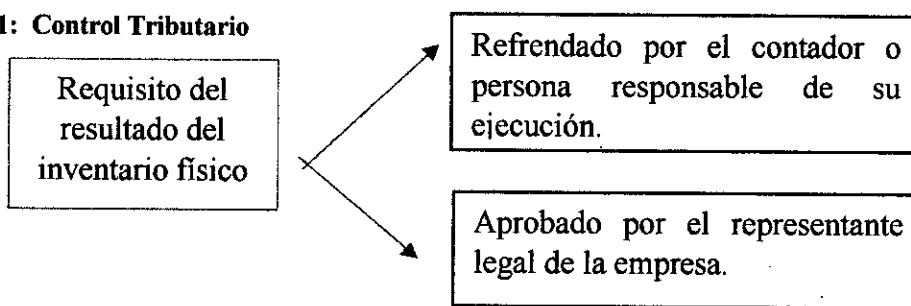 1: Control Tributario
Requisito del
resultado del
inventario físico
Refrendado por el contador o
persona responsable de su
ejecución.
Aprobado por el representante
legal de la empresa.